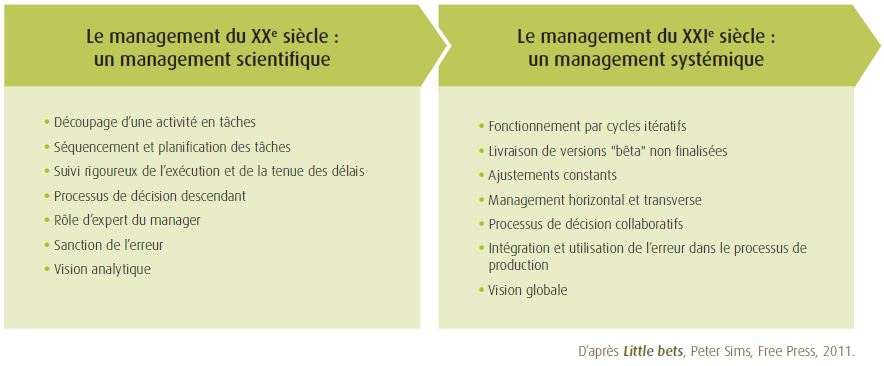 Le management du XXe siècle :
un management scientifique
• Découpage d’une activité en tâches
• Séquencement et planification des tâches
• Suivi rigoureux de l’exécution et de la tenue des délais
• Processus de décision descendant
• Rôle d’expert du manager
• Sanction de l’erreur
• Vision analytique
Le management du XXIe siècle :
un management systémique
• Fonctionnement par cycles itératifs
• Livraison de versions "bêta" non finalisées
• Ajustements constants
• Management horizontal et transverse
• Processus de décision collaboratifs
• Intégration et utilisation de l’erreur dans le processus de
production
• Vision globale
D’après Little bets, Peter Sims, Free Press, 2011.